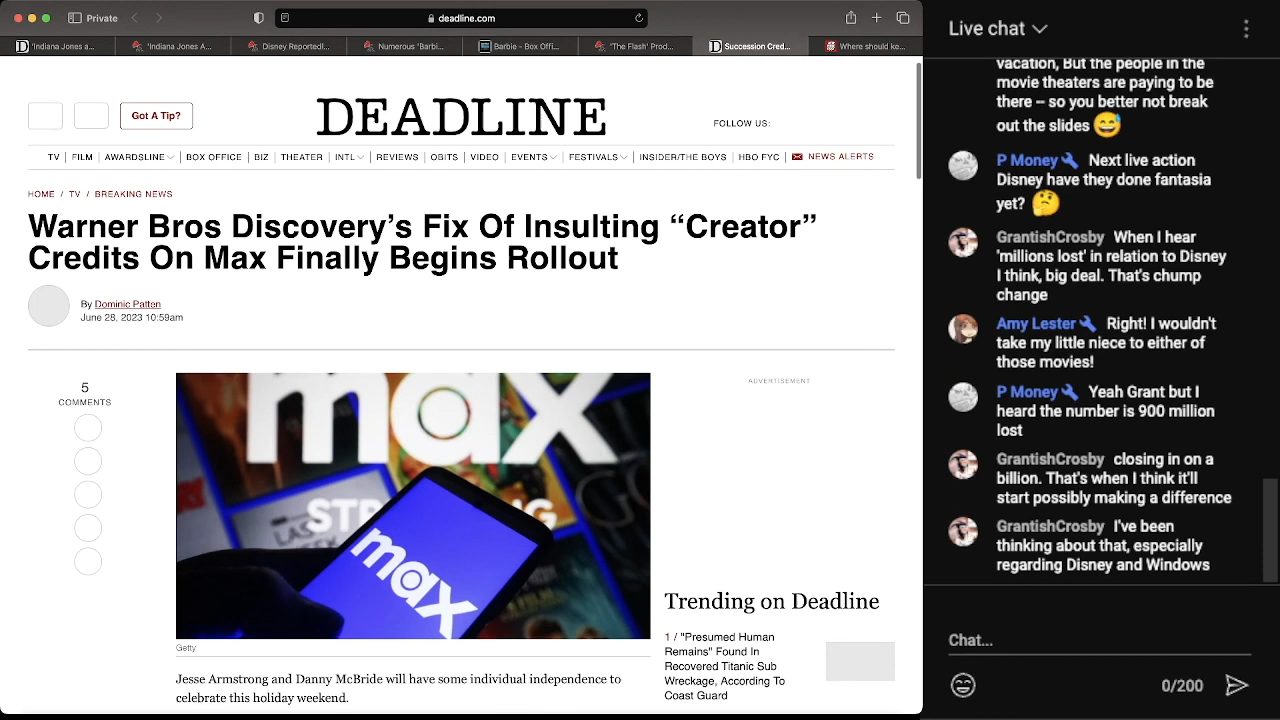 Private
deadline.com
'Indiana Jones a...
'Indiana Jones A...
Disney Reportedl...
Numerous 'Barbi...
Barbie - Box Offi...
'The Flash' Prod...
Succession Cred...
Where should ke...
Got A Tip?
DEADLINE
FOLLOW US:
TV | FILM | AWARDSLINE | BOX OFFICE | BIZ | THEATER | INTL | REVIEWS | OBITS | VIDEO | EVENTS | FESTIVALS | INSIDER/THE BOYS | HBO FYC | NEWS ALERTS
HOME / TV / BREAKING NEWS
Warner Bros Discovery's Fix Of Insulting “Creator”
Credits On Max Finally Begins Rollout
By Dominic Patten
June 28, 2023 10:59am
5
COMMENTS
max
max
Getty
Jesse Armstrong and Danny McBride will have some individual independence to
celebrate this holiday weekend.
ADVERTISEMENT
Trending on Deadline
1 / "Presumed Human
Remains" Found In
Recovered Titanic Sub
Wreckage, According To
Coast Guard
Live chat
vacation, But the people in the
movie theaters are paying to be
there – so you better not break
out the slides 😅
P Money Next live action
Disney have they done fantasia
yet? 🤔
GrantishCrosby When I hear
'millions lost' in relation to Disney
I think, big deal. That's chump
change
Amy Lester Right! I wouldn't
take my little niece to either of
those movies!
P Money Yeah Grant but I
heard the number is 900 million
lost
GrantishCrosby closing in on a
billion. That's when I think it'll
start possibly making a difference
GrantishCrosby I've been
thinking about that, especially
regarding Disney and Windows
Chat...
0/200